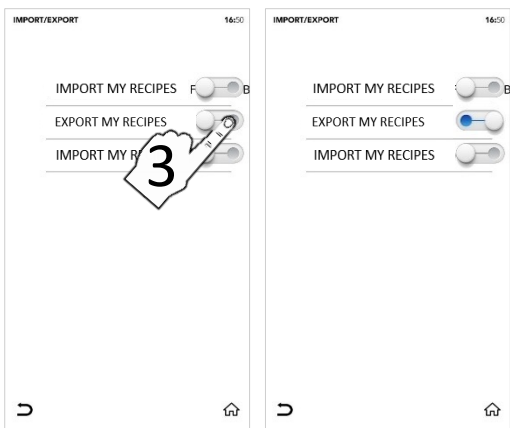 IMPORT/EXPORT 16:50
IMPORT MY RECIPES F B
EXPORT MY RECIPES
IMPORT MY R
3
IMPORT/EXPORT 16:50
IMPORT MY RECIPES B
EXPORT MY RECIPES
IMPORT MY RECIPES